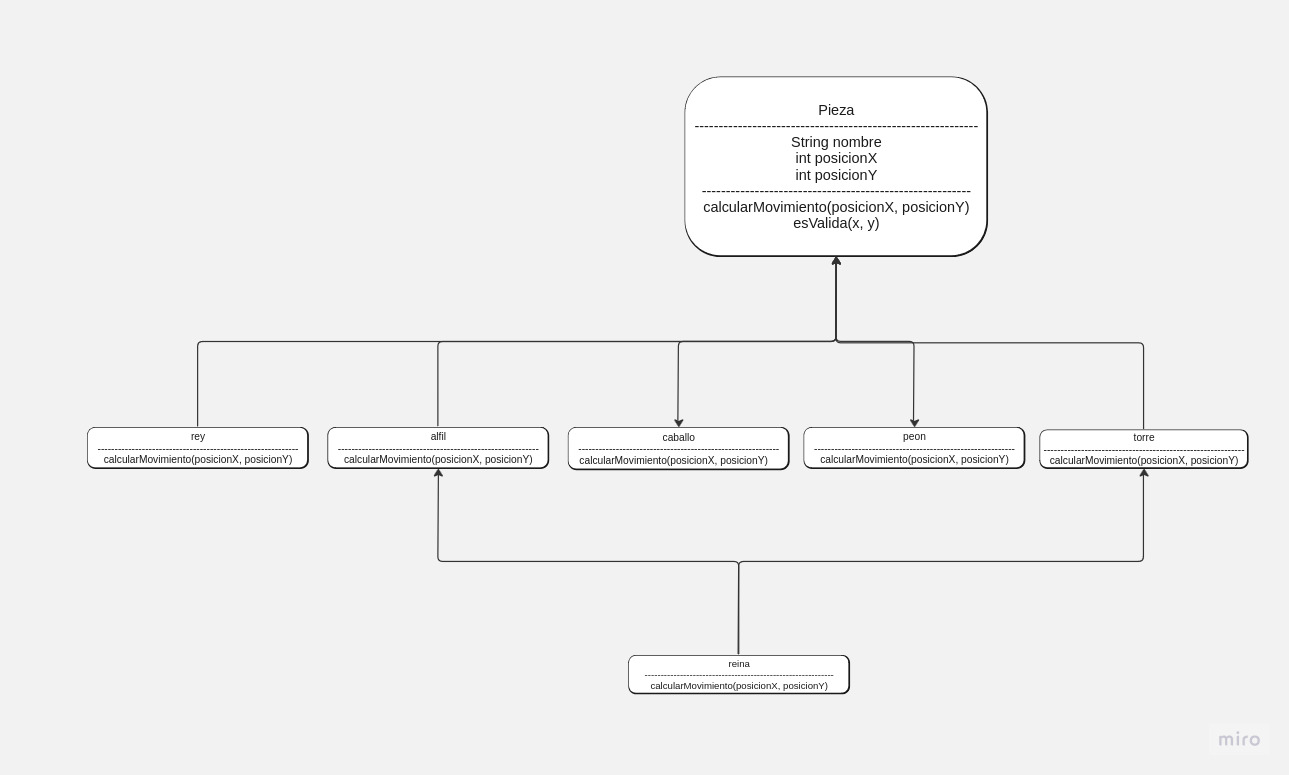 Pieza
------------------------------------------------------------
String nombre
int posicionX
int posicionY
---------------------------------------------------------
calcularMovimiento(posicionX, posicionY)
esValida(x, y)
rey
------------------------------------------------------------
calcularMovimiento(posicionX, posicionY)
alfil
------------------------------------------------------------
calcularMovimiento(posicionX, posicionY)
caballo
------------------------------------------------------------
calcularMovimiento(posicionX, posicionY)
peon
------------------------------------------------------------
calcularMovimiento(posicionX, posicionY)
torre
------------------------------------------------------------
calcularMovimiento(posicionX, posicionY)
reina
------------------------------------------------------------
calcularMovimiento(posicionX, posicionY)
miro